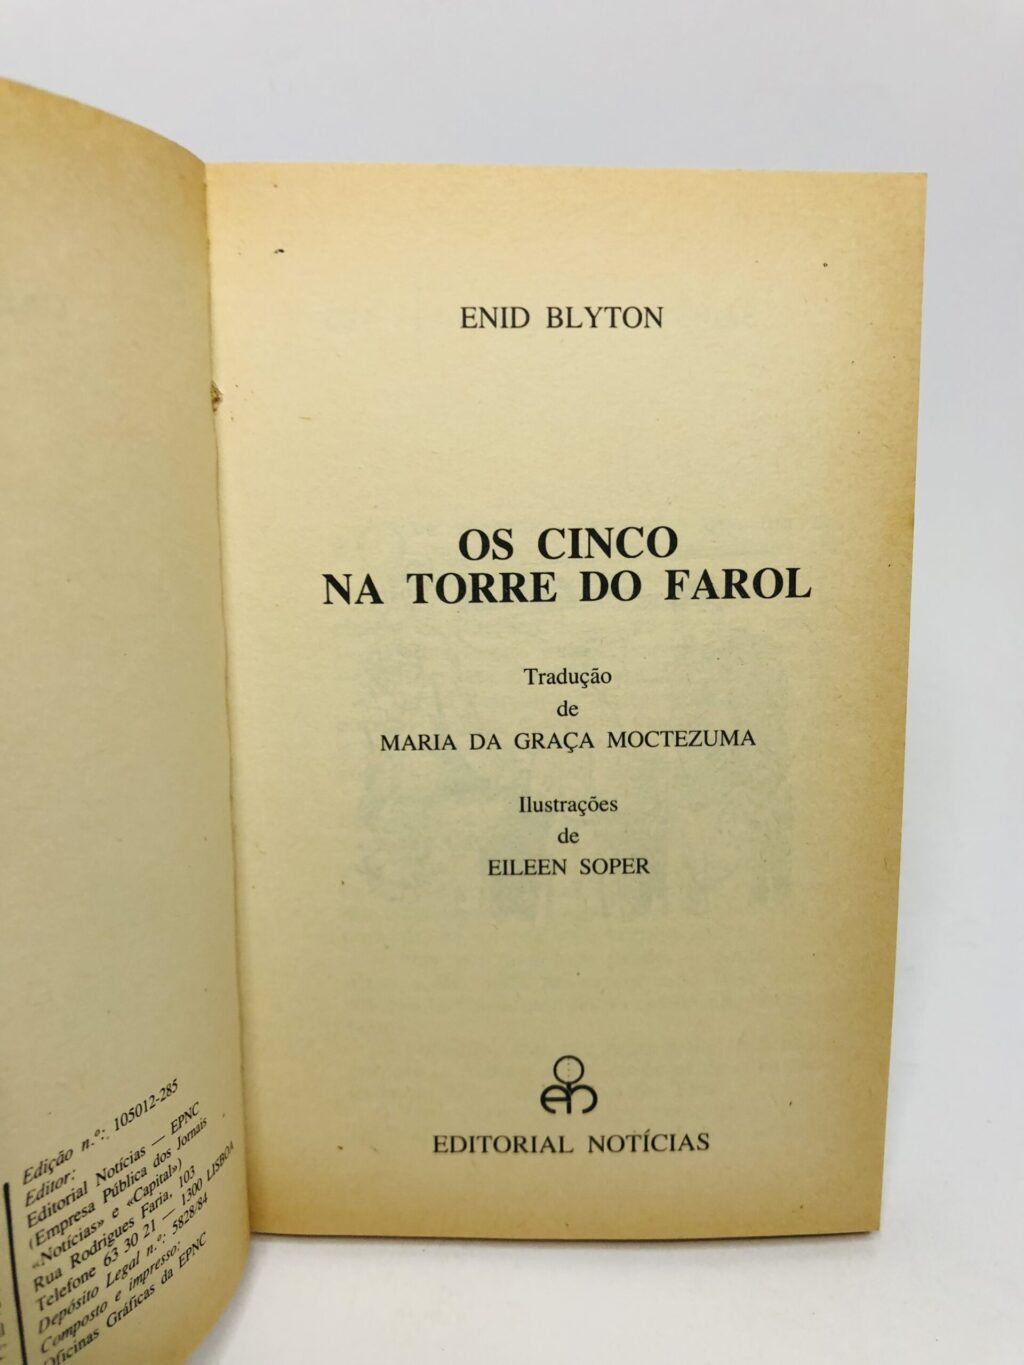 Edição n.º: 105012-285
Editor:
Editorial Notícias — EPNC
(Empresa Pública dos Jornais
«Notícias» e «Capital»)
Rua Rodrigues Faria, 103
Telefone 63 30 21 — 1300 LISBOA
Depósito Legal n.º: 5828/84
Composto e impresso:
Oficinas Gráficas da EPNC
ENID BLYTON
OS CINCO
NA TORRE DO FAROL
Tradução
de
MARIA DA GRAÇA MOCTEZUMA
Ilustrações
de
EILEEN SOPER
en
EDITORIAL NOTÍCIAS